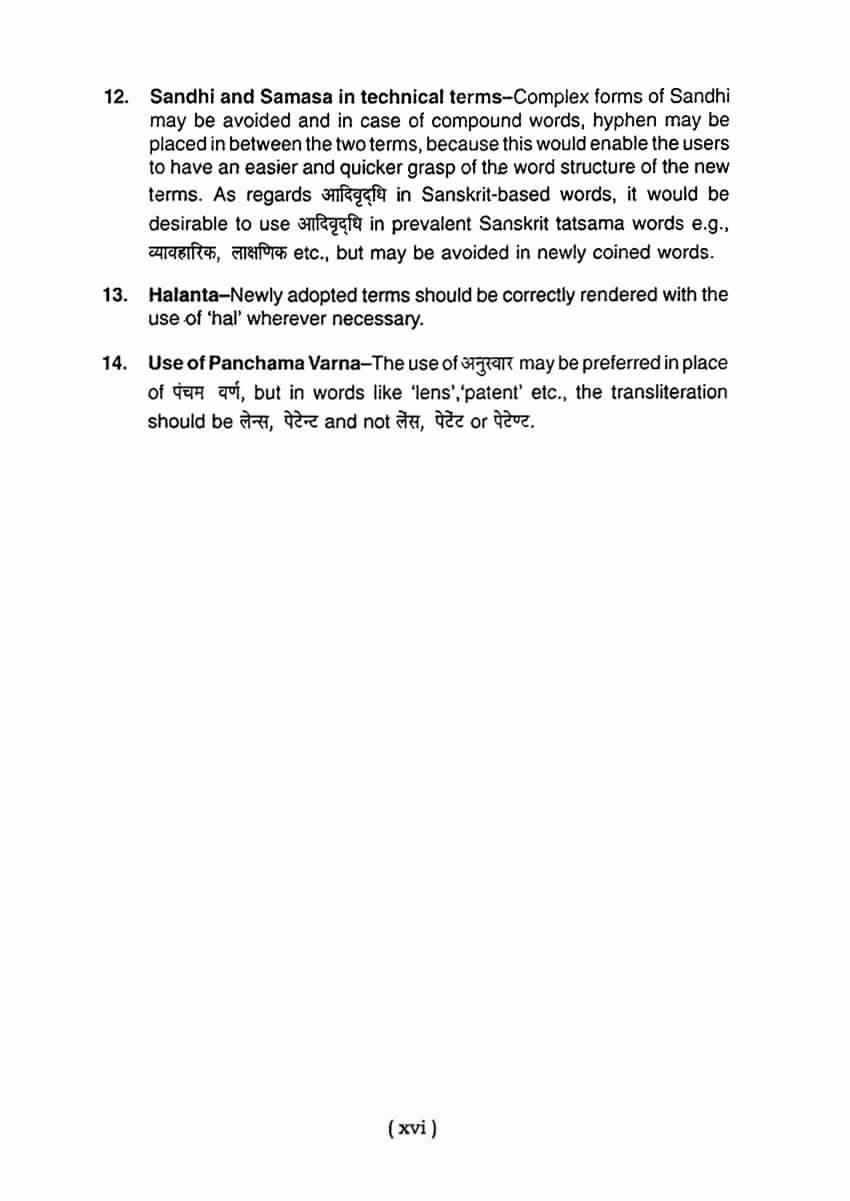 12. Sandhi and Samasa in technical terms–Complex forms of Sandhi
may be avoided and in case of compound words, hyphen may be
placed in between the two terms, because this would enable the users
to have an easier and quicker grasp of the word structure of the new
terms. As regards आदिवृद्‌धि in Sanskrit-based words, it would be
desirable to use आदिवृद्‌धि in prevalent Sanskrit tatsama words e.g.,
व्यावहारिक, लाक्षणिक etc., but may be avoided in newly coined words.
13. Halanta–Newly adopted terms should be correctly rendered with the
use of ‘hal’ wherever necessary.
14. Use of Panchama Varna–The use of अनुस्वार may be preferred in place
of पंचम वर्ण, but in words like ‘lens’,‘patent’ etc., the transliteration
should be लेन्स, पेटेन्ट and not लेंस, पेटेंट or पेटेण्ट.
( xvi )